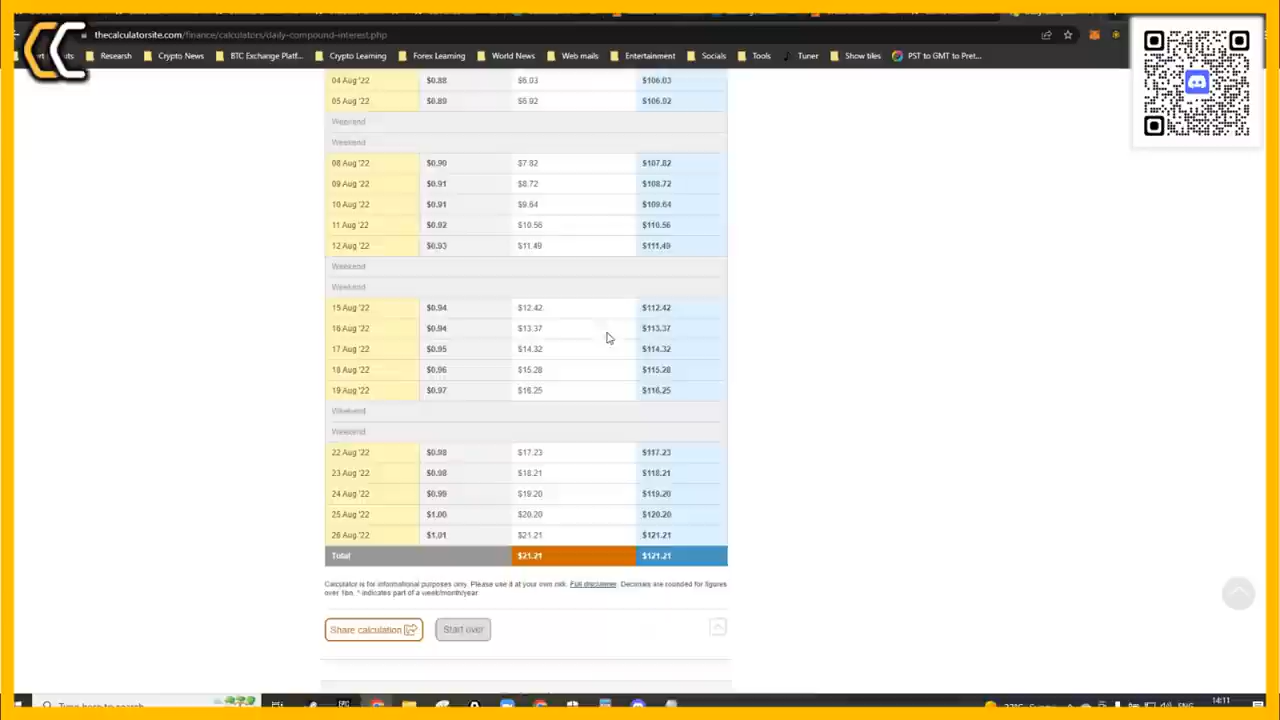 thecalculatorsite.com/finance/calculators/daily-compound-interest.php
Research Crypto News BTC Exchange Platf... Crypto Learning Forex Learning World News Web mails Entertainment Socials Tools Tuner Show tiles PST to GMT to Pret...
04 Aug '22 $0.88 $6.03 $106.03
05 Aug '22 $0.89 $6.92 $106.02
Weekend
Weekend
08 Aug '22 $0.90 $7.82 $107.82
09 Aug '22 $0.91 $8.72 $108.72
10 Aug '22 $0.91 $9.64 $109.64
11 Aug '22 $0.92 $10.56 $110.56
12 Aug '22 $0.93 $11.49 $111.49
Weekend
Weekend
15 Aug '22 $0.94 $12.42 $112.42
16 Aug '22 $0.94 $13.37 $113.37
17 Aug '22 $0.95 $14.32 $114.32
18 Aug '22 $0.96 $15.28 $115.28
19 Aug '22 $0.97 $16.25 $116.25
Weekend
Weekend
22 Aug '22 $0.98 $17.23 $117.23
23 Aug '22 $0.98 $18.21 $118.21
24 Aug '22 $0.99 $19.20 $119.20
25 Aug '22 $1.00 $20.20 $120.20
26 Aug '22 $1.01 $21.21 $121.21
Total $21.21 $121.21
Calculator is for informational purposes only. Please use it at your own risk. Full disclaimer. Decimals are rounded for figures
over 1bn. * indicates part of a week/month/year
Share calculation
Start over
14:11